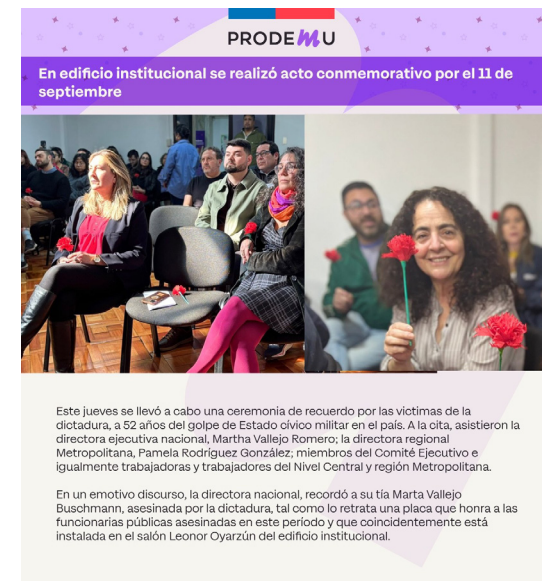 PRODEMU
En edificio institucional se realizó acto conmemorativo por el 11 de
septiembre
Este jueves se llevó a cabo una ceremonia de recuerdo por las victimas de la
dictadura, a 52 años del golpe de Estado cívico militar en el país. A la cita, asistieron la
directora ejecutiva nacional, Martha Vallejo Romero; la directora regional
Metropolitana, Pamela Rodríguez González; miembros del Comité Ejecutivo e
igualmente trabajadoras y trabajadores del Nivel Central y región Metropolitana.
En un emotivo discurso, la directora nacional, recordó a su tía Marta Vallejo
Buschmann, asesinada por la dictadura, tal como lo retrata una placa que honra a las
funcionarias públicas asesinadas en este período y que coincidentemente está
instalada en el salón Leonor Oyarzún del edificio institucional.